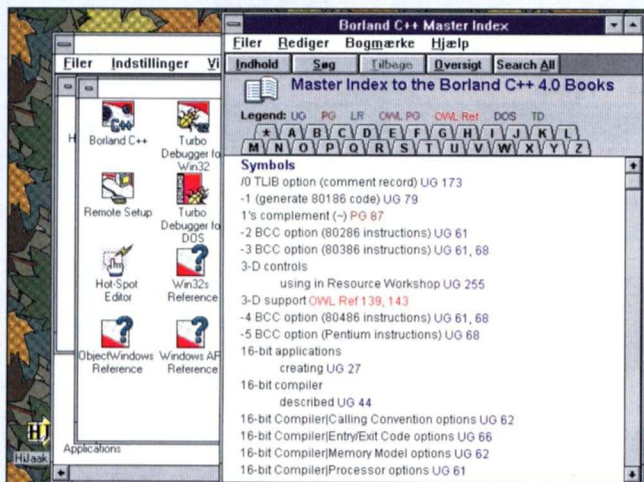 Borland C++ Master Index
Filer Rediger Bogmærke Hjælp
Indhold Søg Tilbage Oversigt Search All
Master Index to the Borland C++ 4.0 Books
Legend: UG PG LR OWL PG OWL Ref DOS TD
* A B C D E F G H I J K L
M N O P Q R S T U V W X Y Z
Symbols
/0 TLIB option (comment record) UG 173
-1 (generate 80186 code) UG 79
1's complement (~) PG 87
-2 BCC option (80286 instructions) UG 61
-3 BCC option (80386 instructions) UG 61, 68
3-D controls
using in Resource Workshop UG 255
3-D support OWL Ref 139, 143
-4 BCC option (80486 instructions) UG 61, 68
-5 BCC option (Pentium instructions) UG 68
16-bit applications
creating UG 27
16-bit compiler
described UG 44
16-bit Compiler|Calling Convention options UG 62
16-bit Compiler|Entry/Exit Code options UG 66
16-bit Compiler|Memory Model options UG 62
16-bit Compiler|Processor options UG 61
Filer Indstillinger Vi
H
C++
Borland C++
Turbo
Debugger fo
Win32
Remote Setup
Turbo
Debugger fo
DOS
Hot-Spot
Editor
Win32s
Reference
ObjectWindows
Reference
Windows AP
Reference
HJ
HiJaak
Applications